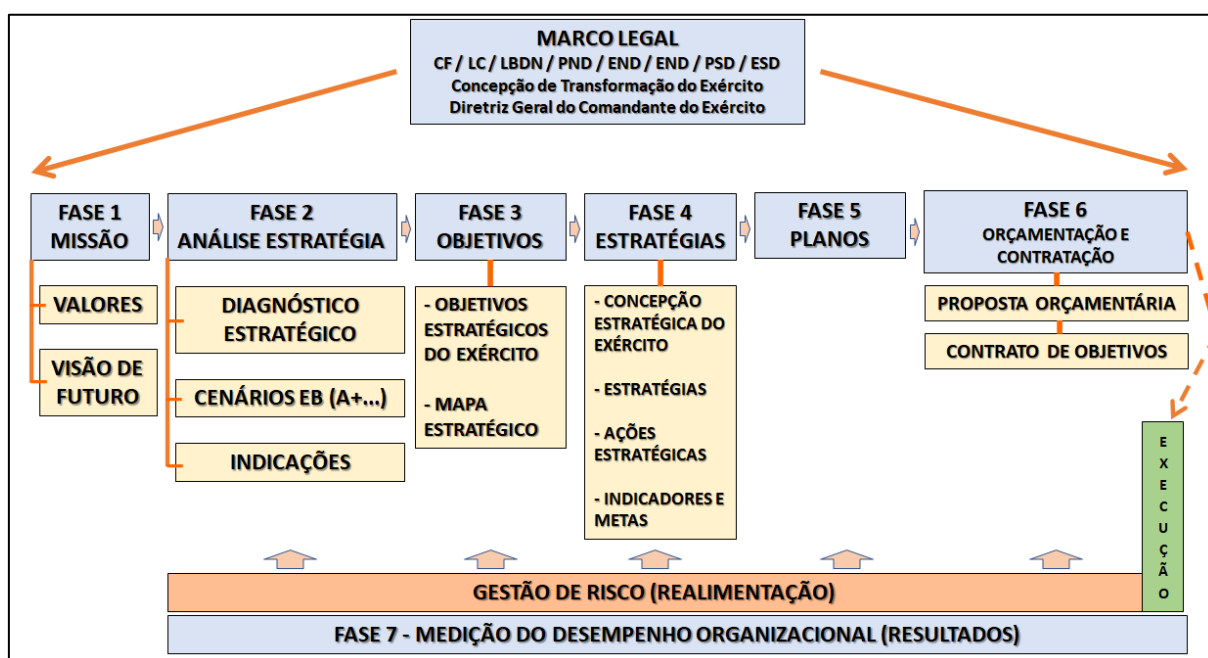 MARCO LEGAL
CF / LC / LBDN / PND / END / END / PSD / ESD
Concepção de Transformação do Exército
Diretriz Geral do Comandante do Exército
FASE 1
MISSÃO
VALORES
VISÃO DE
FUTURO
FASE 2
ANÁLISE ESTRATÉGIA
DIAGNÓSTICO
ESTRATÉGICO
CENÁRIOS EB (A+...)
INDICAÇÕES
FASE 3
OBJETIVOS
- OBJETIVOS
ESTRATÉGICOS
DO EXÉRCITO
- MAPA
ESTRATÉGICO
FASE 4
ESTRATÉGIAS
- CONCEPÇÃO
ESTRATÉGICA DO
EXÉRCITO
- ESTRATÉGIAS
- AÇÕES
ESTRATÉGICAS
- INDICADORES E
METAS
FASE 5
PLANOS
FASE 6
ORÇAMENTAÇÃO E
CONTRATAÇÃO
PROPOSTA ORÇAMENTÁRIA
CONTRATO DE OBJETIVOS
EXECUÇÃO
GESTÃO DE RISCO (REALIMENTAÇÃO)
FASE 7 - MEDIÇÃO DO DESEMPENHO ORGANIZACIONAL (RESULTADOS)